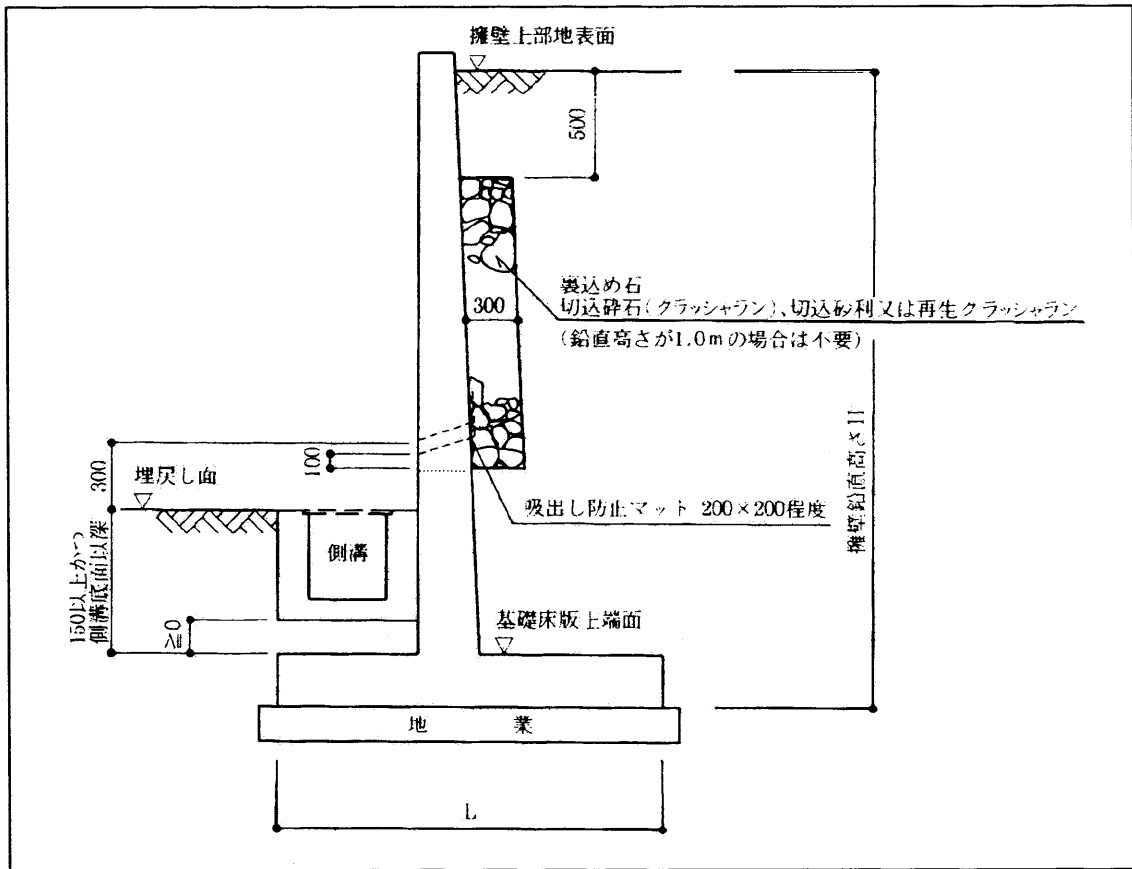 擁壁上部地表面
500
裏込め石
切込砕石(クラッシャラン)、切込砂利又は再生クラッシャラン
(鉛直高さが1.0mの場合は不要)
300
擁壁鉛直高さH
300
100
埋戻し面
吸出し防止マット 200×200程度
側溝
150以上かつ
側溝底面以深
≧0
基礎床版上端面
地 業
L